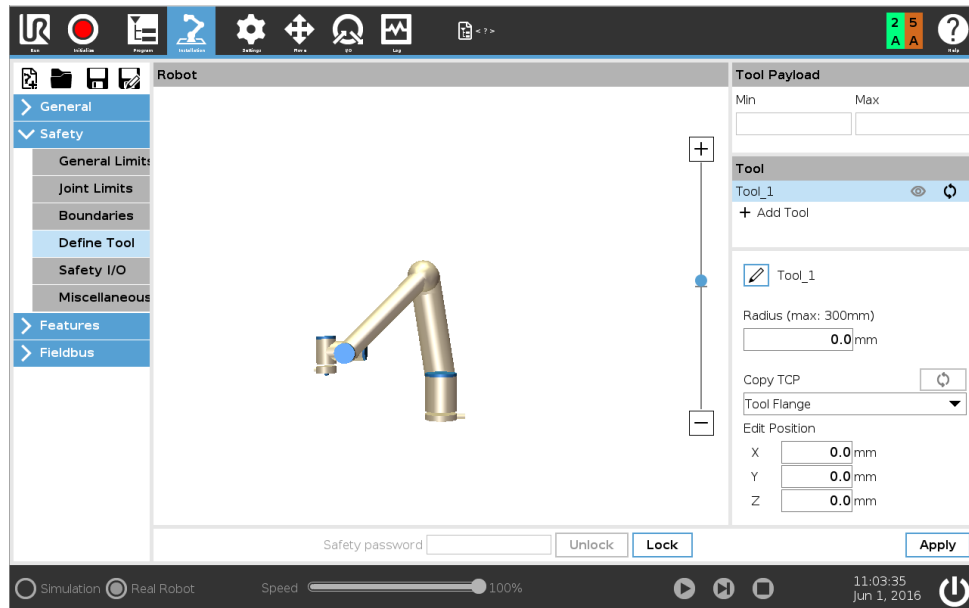 UR
Run
Initialize
Program
Installation
Settings
Move
I/O
Log
< ? >
2 5
A A
?
Help
General
Safety
General Limits
Joint Limits
Boundaries
Define Tool
Safety I/O
Miscellaneous
Features
Fieldbus
Robot
+
−
Safety password
Unlock
Lock
Tool Payload
Min Max
Tool
Tool_1
+ Add Tool
Tool_1
Radius (max: 300mm)
0.0 mm
Copy TCP
Tool Flange
Edit Position
X 0.0 mm
Y 0.0 mm
Z 0.0 mm
Apply
Simulation Real Robot
Speed 100%
11:03:35
Jun 1, 2016